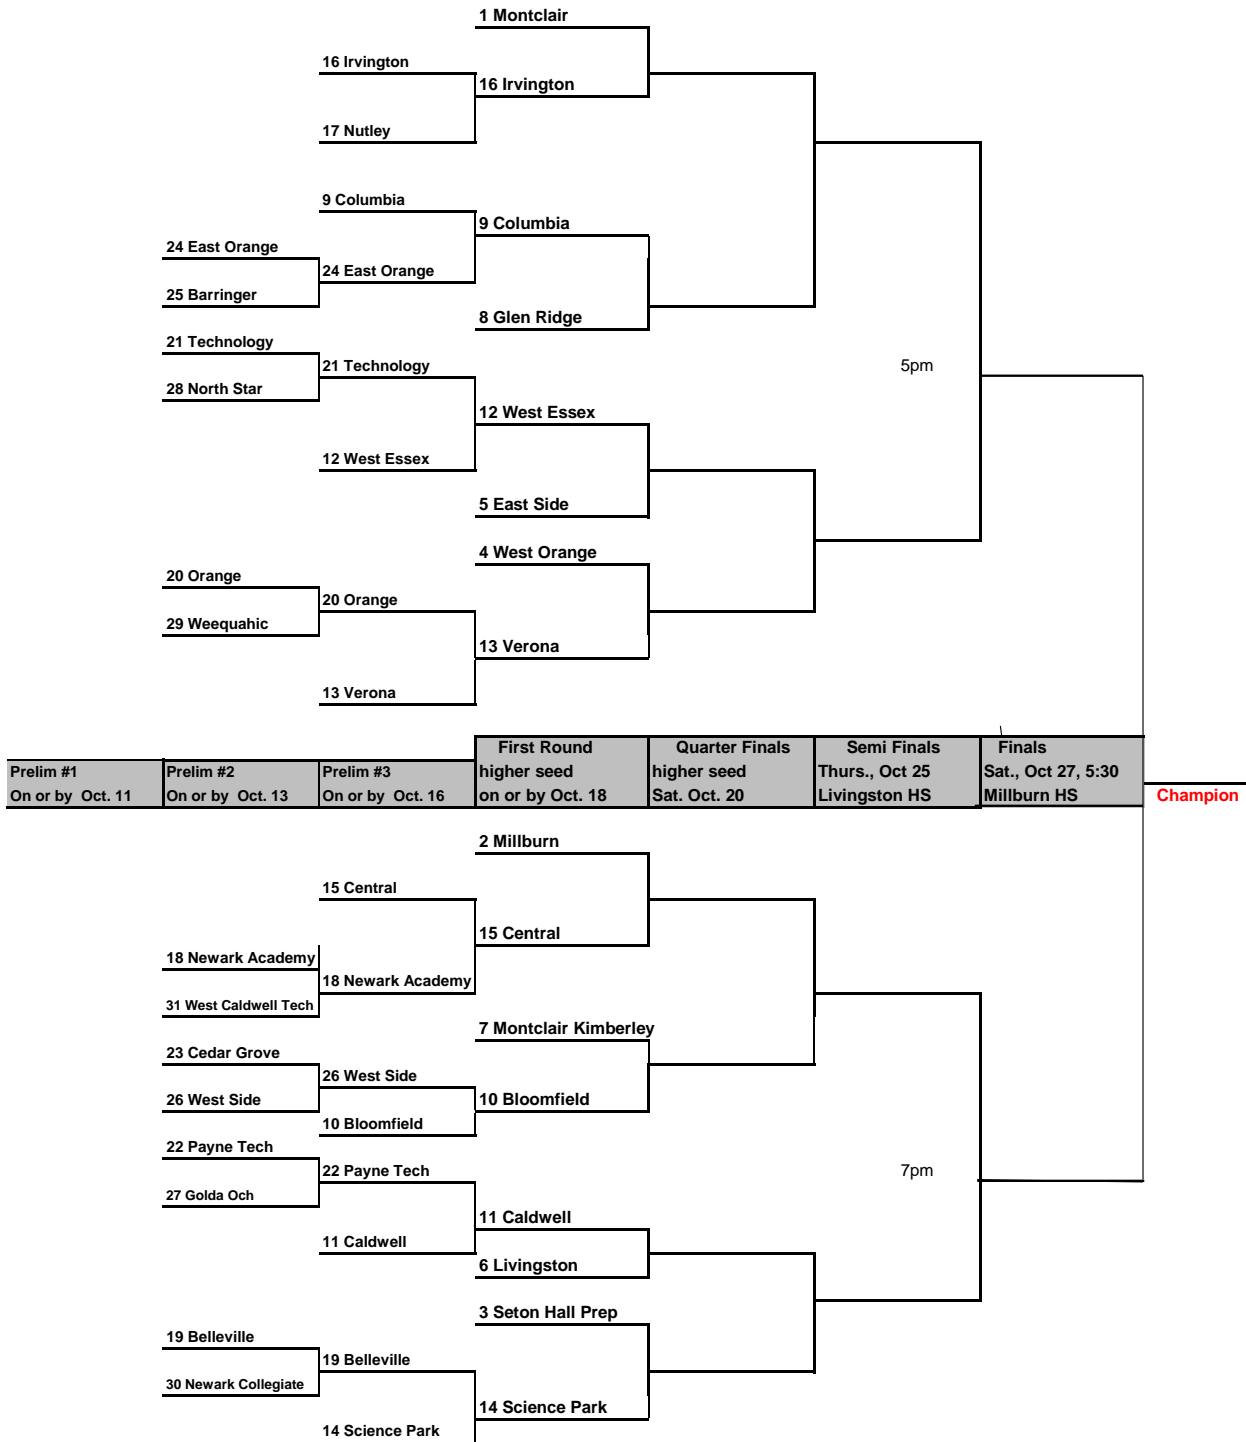 1 Montclair
16 Irvington
16 Irvington
17 Nutley
9 Columbia
9 Columbia
24 East Orange
24 East Orange
25 Barringer
8 Glen Ridge
21 Technology
21 Technology
5pm
28 North Star
12 West Essex
12 West Essex
5 East Side
4 West Orange
20 Orange
20 Orange
29 Weequahic
13 Verona
13 Verona
Prelim #1
On or by Oct. 11
Prelim #2
On or by Oct. 13
Prelim #3
On or by Oct. 16
First Round
higher seed
on or by Oct. 18
Quarter Finals
higher seed
Sat. Oct. 20
Semi Finals
Thurs., Oct 25
Livingston HS
Finals
Sat., Oct 27, 5:30
Millburn HS
Champion
2 Millburn
15 Central
15 Central
18 Newark Academy
18 Newark Academy
31 West Caldwell Tech
7 Montclair Kimberley
23 Cedar Grove
26 West Side
26 West Side
10 Bloomfield
10 Bloomfield
22 Payne Tech
22 Payne Tech
7pm
27 Golda Och
11 Caldwell
11 Caldwell
6 Livingston
3 Seton Hall Prep
19 Belleville
19 Belleville
30 Newark Collegiate
14 Science Park
14 Science Park